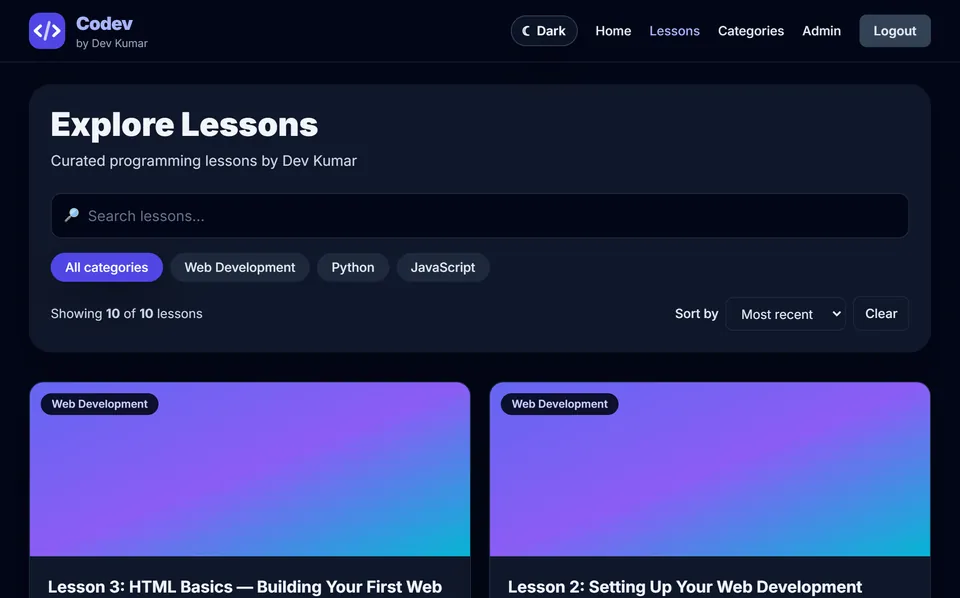 </> Codev
by Dev Kumar
Dark Home Lessons Categories Admin Logout
Explore Lessons
Curated programming lessons by Dev Kumar
Search lessons...
All categories Web Development Python JavaScript
Showing 10 of 10 lessons Sort by Most recent Clear
Web Development Web Development
Lesson 3: HTML Basics — Building Your First Web Lesson 2: Setting Up Your Web Development